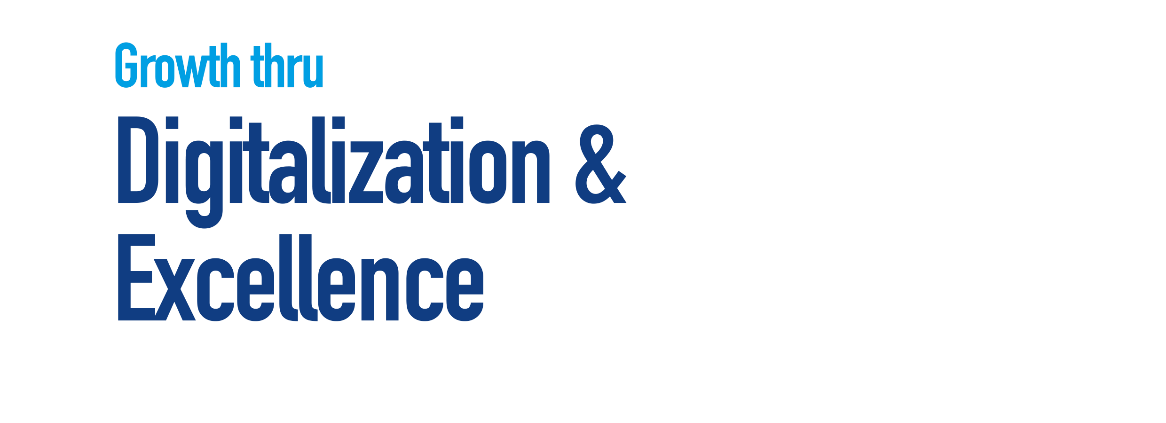 Growth thru
Digitalization &
Excellence